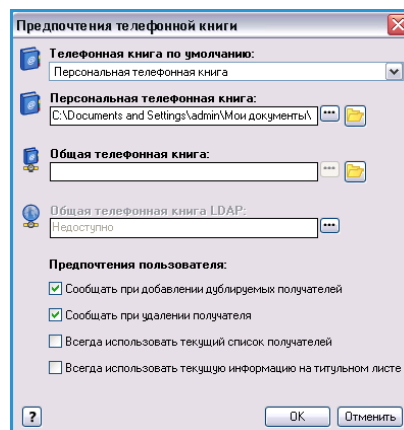 Предпочтения телефонной книги
Телефонная книга по умолчанию:
Персональная телефонная книга
Персональная телефонная книга:
C:\Documents and Settings\admin\Мои документы\
Общая телефонная книга:
Общая телефонная книга LDAP:
Недоступно
Предпочтения пользователя:
Сообщать при добавлении дублируемых получателей
Сообщать при удалении получателя
Всегда использовать текущий список получателей
Всегда использовать текущую информацию на титульном листе
? OK Отменить